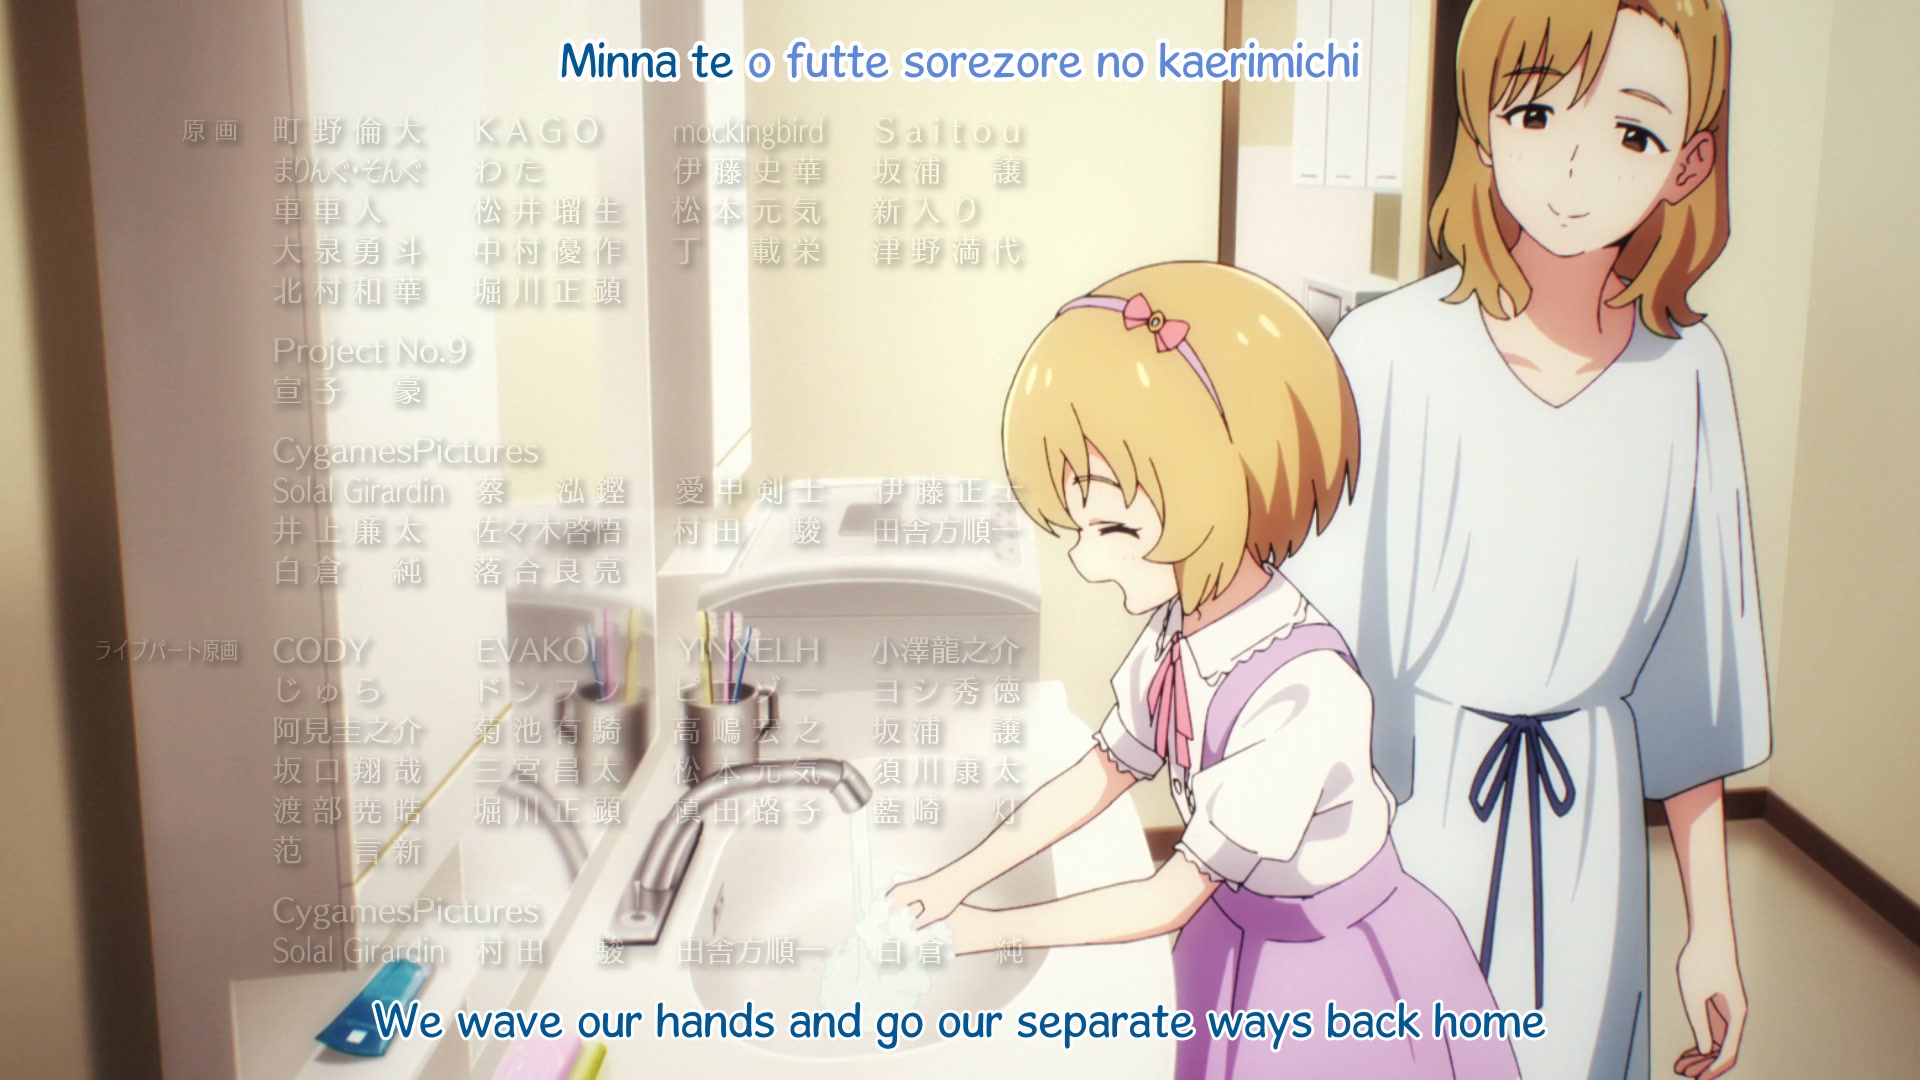 Minna te o futte sorezore no kaerimichi
原画 町野倫大 KAGO mockingbird Saitou
まりんぐ・そんぐ わた 伊藤史華 坂浦 譲
車車人 松井瑠生 松本元気 新入り
大泉勇斗 中村優作 丁 載栄 津野満代
北村和華 堀川正顕
Project No.9
宣子 豪
CygamesPictures
Solal Girardin 蔡 泓鏗 愛甲剣士 伊藤正士
井上廉太 佐々木啓悟 村田 駿 田舎方順一
白倉 純 落合良亮
ライブパート原画 CODY EVAKOI YINXELH 小澤龍之介
じゅら ドンフン ピエゾー ヨシ秀徳
阿見圭之介 菊池有騎 高嶋宏之 坂浦 譲
坂口翔哉 三宮昌太 松本元気 須川康太
渡部尭皓 堀川正顕 眞田路子 藍崎 灯
范 言新
CygamesPictures
Solal Girardin 村田 駿 田舎方順一 白倉 純
We wave our hands and go our separate ways back home